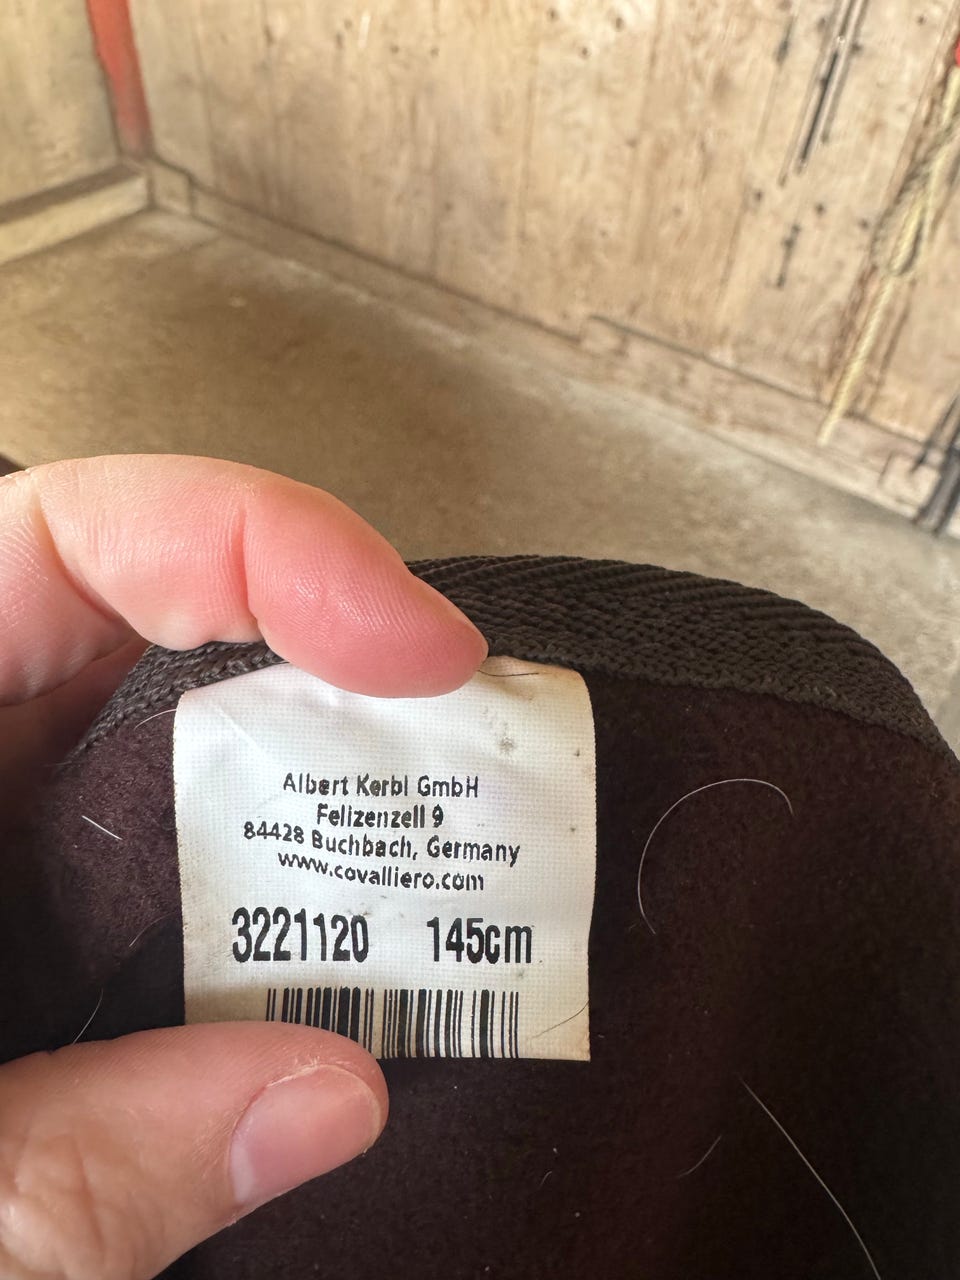 Albert Kerbl GmbH
Felizenzell 9
84428 Buchbach, Germany
www.covalliero.com
3221120 145cm